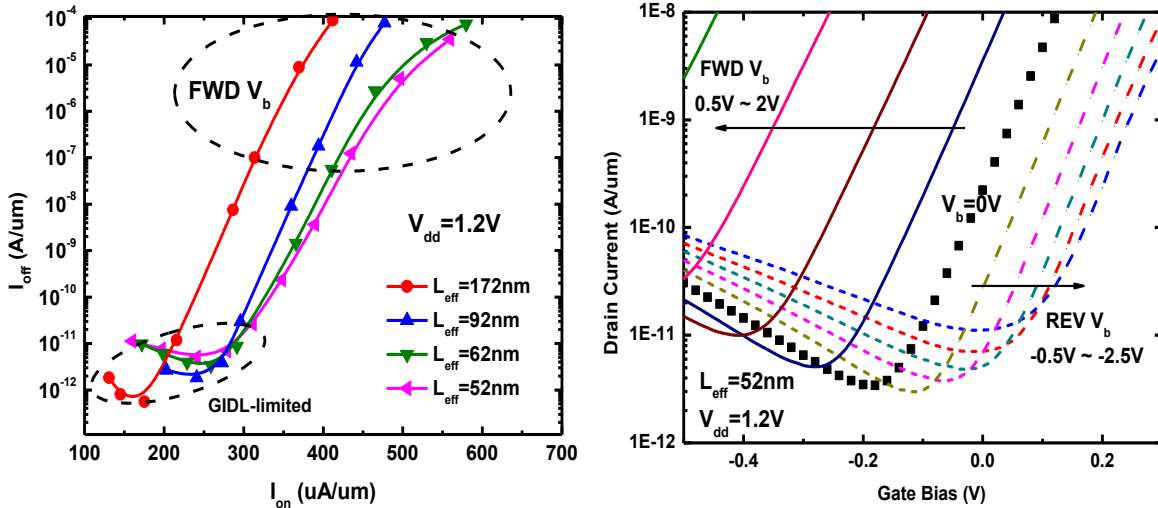 10^-4
10^-5
10^-6
10^-7
10^-8
10^-9
10^-10
10^-11
10^-12
I_off (A/um)
FWD V_b
V_dd=1.2V
L_eff=172nm
L_eff=92nm
L_eff=62nm
L_eff=52nm
GIDL-limited
100 200 300 400 500 600 700
I_on (uA/um)
1E-8
1E-9
1E-10
1E-11
1E-12
Drain Current (A/um)
FWD V_b
0.5V ~ 2V
V_b=0V
REV V_b
-0.5V ~ -2.5V
L_eff=52nm
V_dd=1.2V
-0.4 -0.2 0.0 0.2
Gate Bias (V)